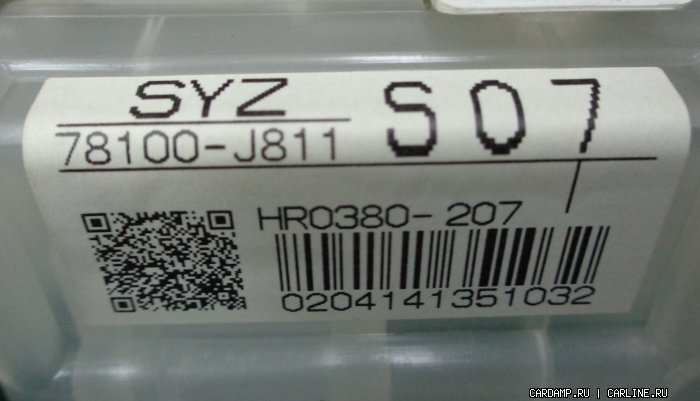 SYZ S07
78100-J811
HR0380-207
0204141351032
CARDAMP.RU | CARLINE.RU